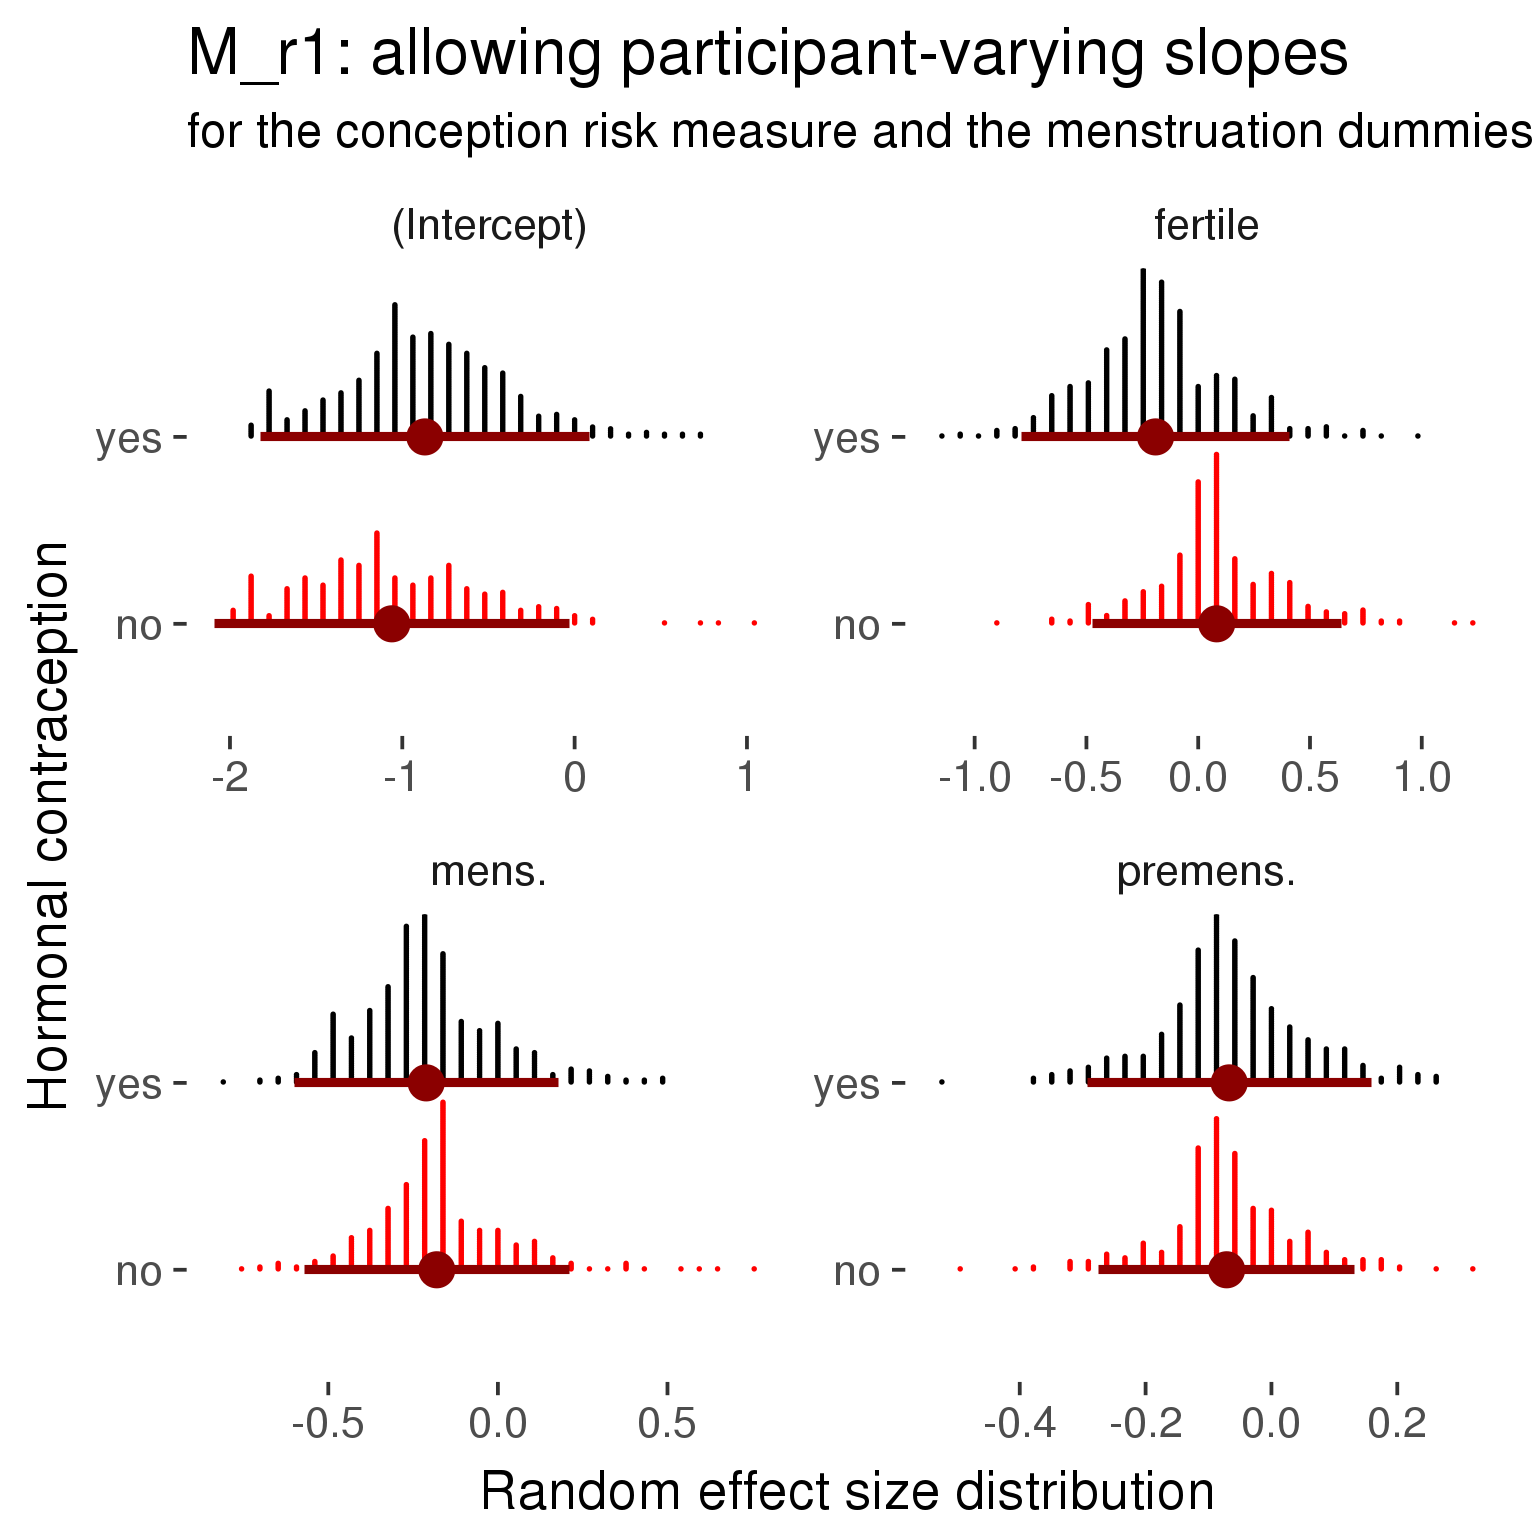 M_r1: allowing participant-varying slopes
for the conception risk measure and the menstruation dummies
(Intercept)
fertile
yes
no
yes
no
-2 -1 0 1
-1.0 -0.5 0.0 0.5 1.0
Hormonal contraception
mens.
premens.
yes
no
yes
no
-0.5 0.0 0.5
-0.4 -0.2 0.0 0.2
Random effect size distribution